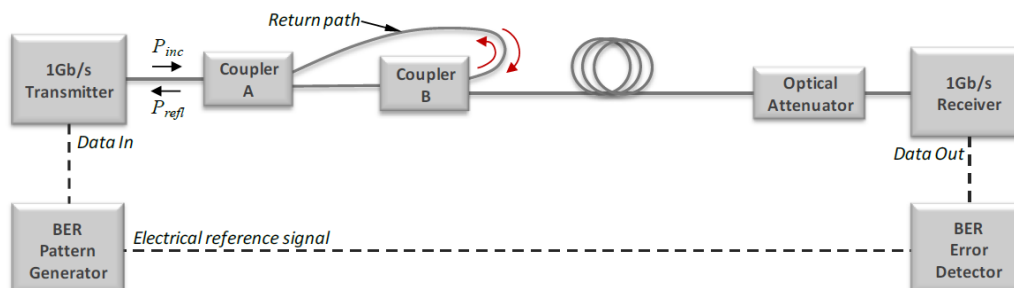 Return path
P_inc
1Gb/s
Transmitter
Coupler
A
Coupler
B
Optical
Attenuator
1Gb/s
Receiver
P_refl
Data In
Data Out
BER
Pattern
Generator
Electrical reference signal
BER
Error
Detector